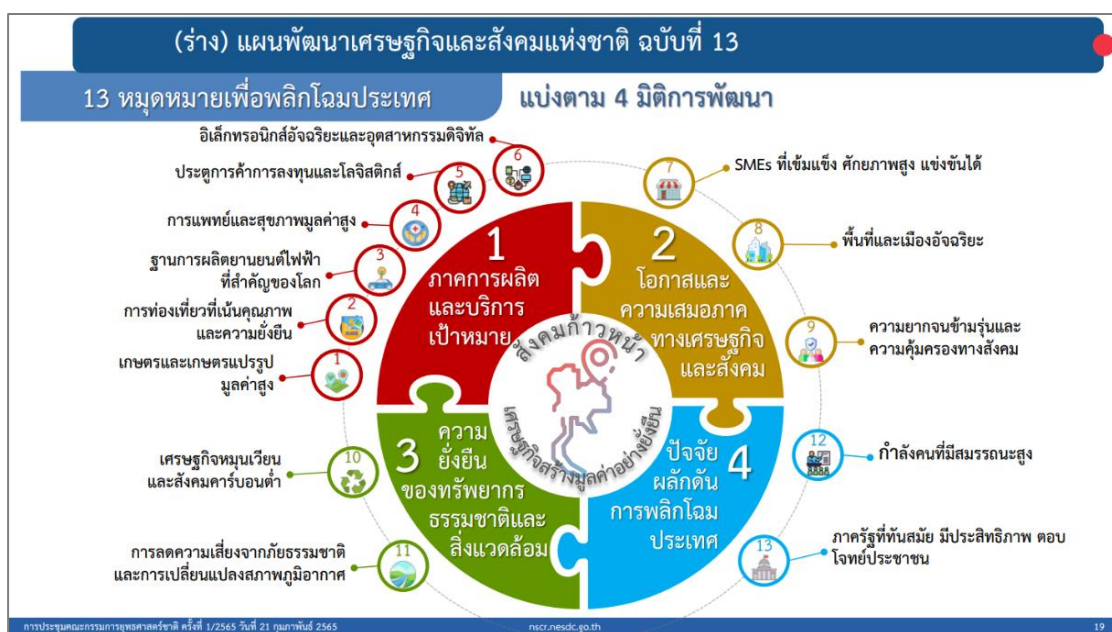 (ร่าง) แผนพัฒนาเศรษฐกิจและสังคมแห่งชาติ ฉบับที่ 13
13 หมุดหมายเพื่อพลิกโฉมประเทศ
แบ่งตาม 4 มิติการพัฒนา
อิเล็กทรอนิกส์อัจฉริยะและอุตสาหกรรมดิจิทัล
6
ประตูการค้าการลงทุนและโลจิสติกส์
5
การแพทย์และสุขภาพมูลค่าสูง
4
ฐานการผลิตยานยนต์ไฟฟ้า
ที่สำคัญของโลก
3
การท่องเที่ยวที่เน้นคุณภาพ
และความยั่งยืน
2
เกษตรและเกษตรแปรรูป
มูลค่าสูง
1
1
ภาคการผลิต
และบริการ
เป้าหมาย
2
โอกาสและ
ความเสมอภาค
ทางเศรษฐกิจ
และสังคม
7
SMEs ที่เข้มแข็ง ศักยภาพสูง แข่งขันได้
8
พื้นที่และเมืองอัจฉริยะ
9
ความยากจนข้ามรุ่นและ
ความคุ้มครองทางสังคม
สังคมก้าวหน้า
เศรษฐกิจสร้างมูลค่าอย่างยั่งยืน
3
ความ
ยั่งยืน
ของทรัพยากร
ธรรมชาติและ
สิ่งแวดล้อม
เศรษฐกิจหมุนเวียน
และสังคมคาร์บอนต่ำ
10
การลดความเสี่ยงจากภัยธรรมชาติ
และการเปลี่ยนแปลงสภาพภูมิอากาศ
11
4
ปัจจัย
ผลักดัน
การพลิกโฉม
ประเทศ
12
กำลังคนที่มีสมรรถนะสูง
13
ภาครัฐที่ทันสมัย มีประสิทธิภาพ ตอบ
โจทย์ประชาชน
การประชุมคณะกรรมการยุทธศาสตร์ชาติ ครั้งที่ 1/2565 วันที่ 21 กุมภาพันธ์ 2565
nscr.nesdc.go.th
19